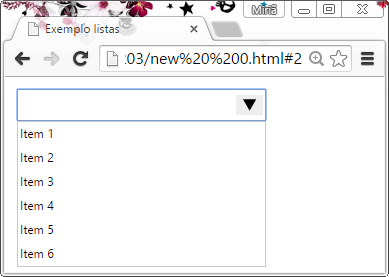 Miriã
Exemplo listas
:03/new%20%200.html#2
Item 1
Item 2
Item 3
Item 4
Item 5
Item 6